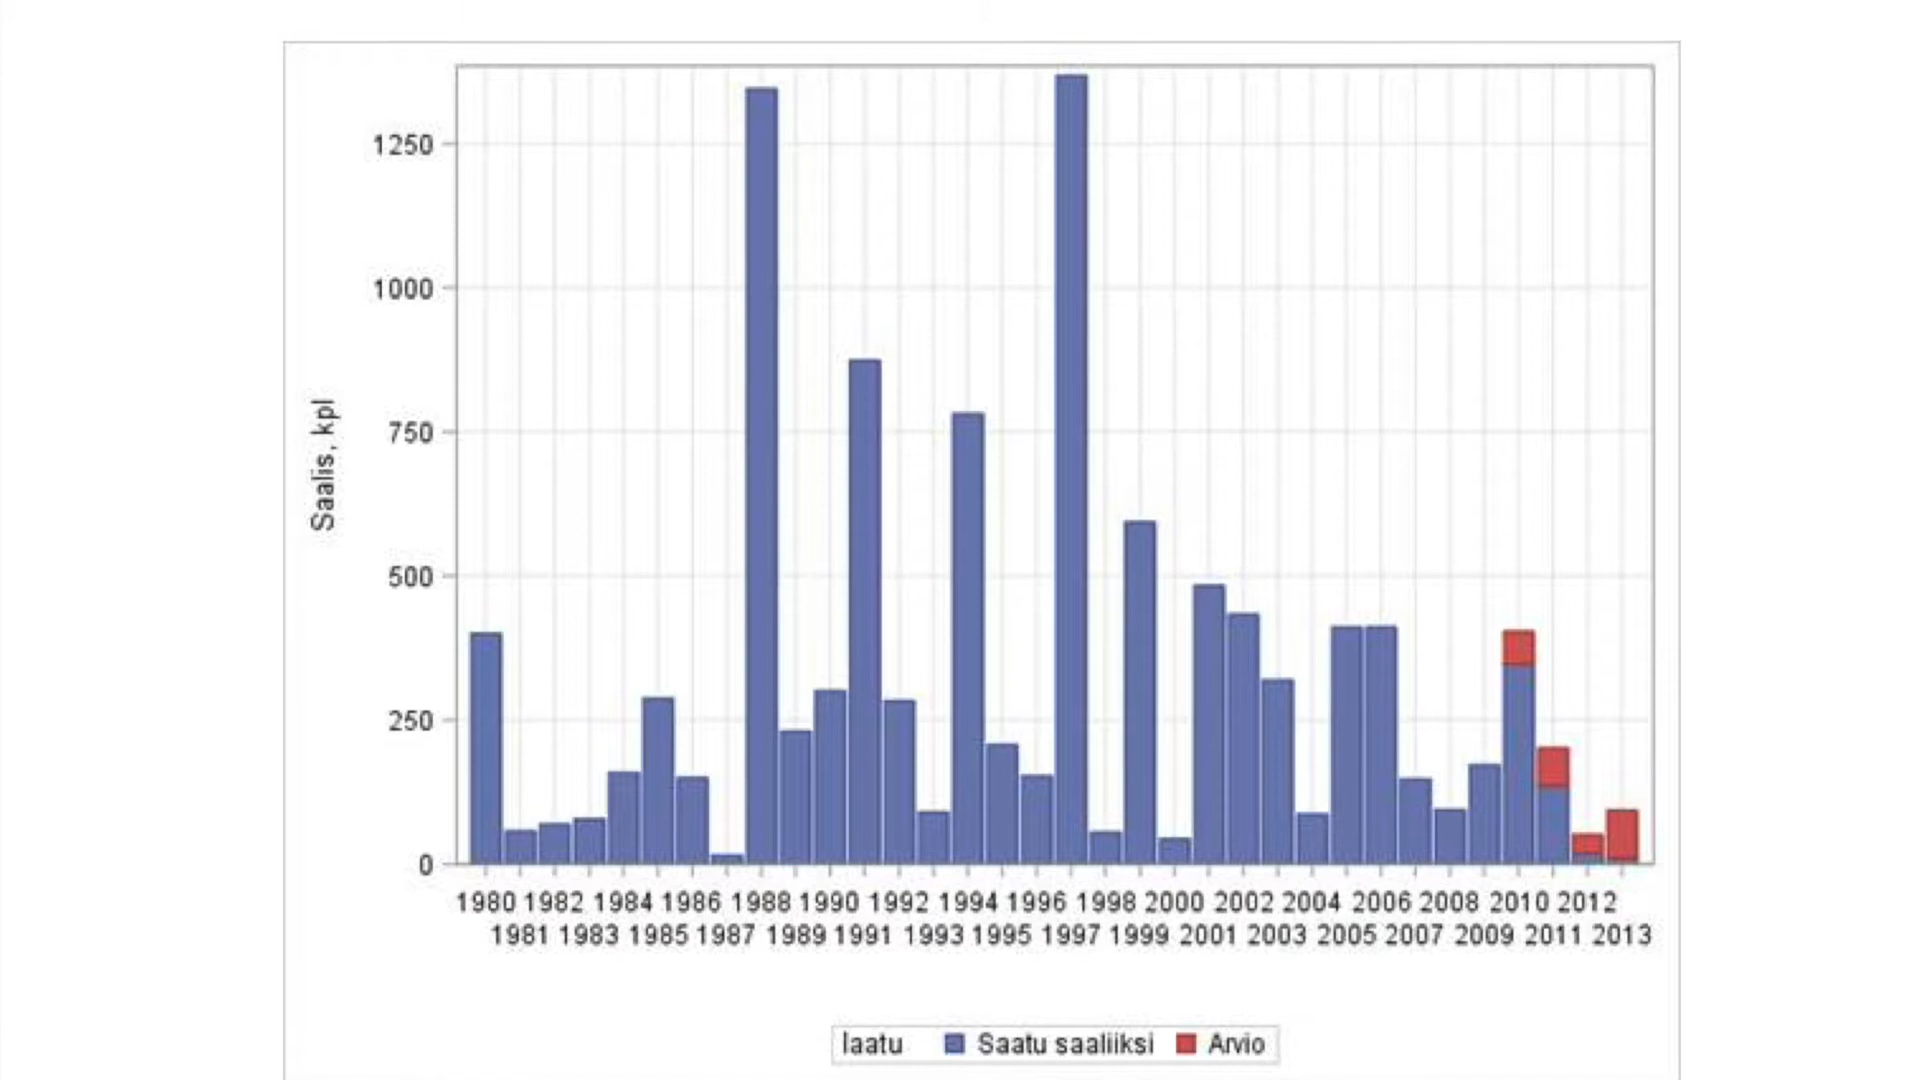 1250
1000
750
500
250
0
Saalis, kpl
1980 1982 1984 1986 1988 1990 1992 1994 1996 1998 2000 2002 2004 2006 2008 2010 2012
1981 1983 1985 1987 1989 1991 1993 1995 1997 1999 2001 2003 2005 2007 2009 2011 2013
laatu Saatu saaliiksi Arvio